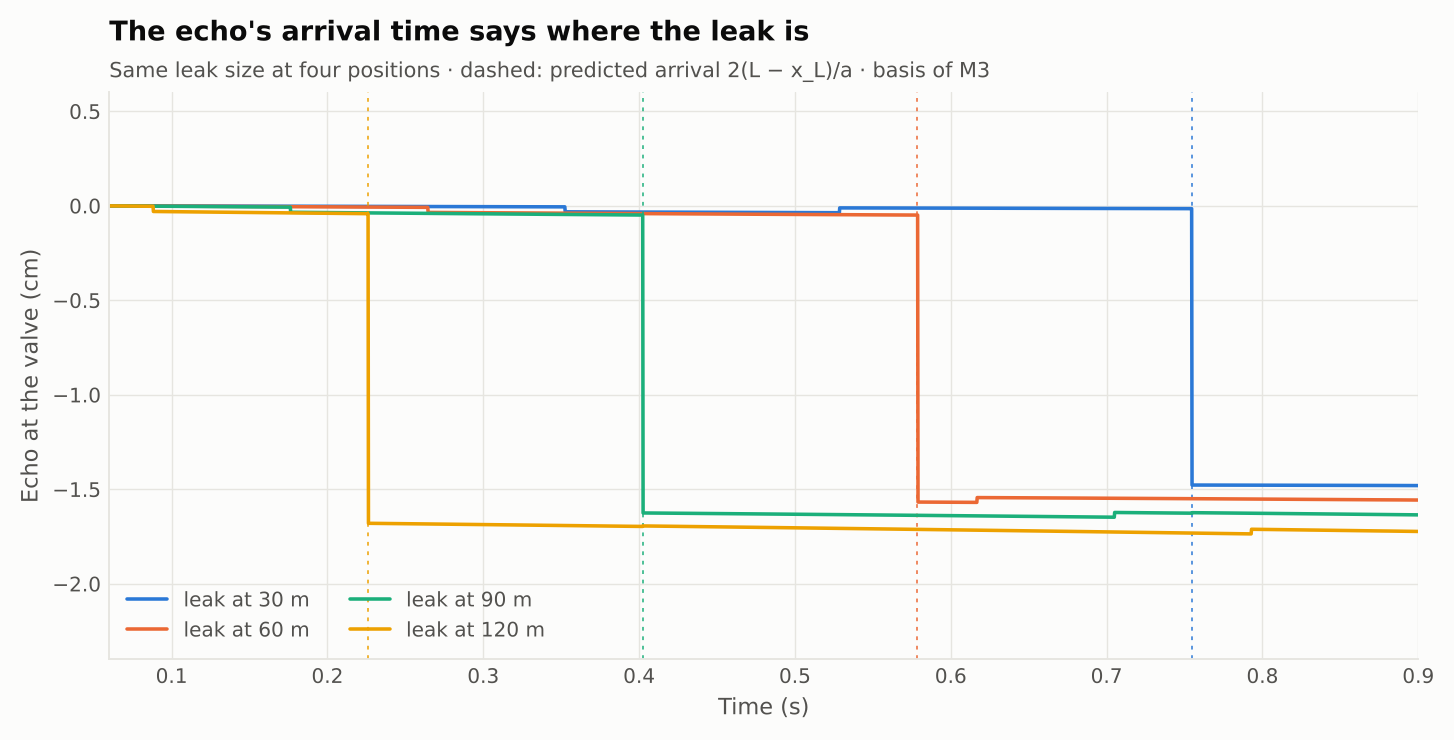 The echo's arrival time says where the leak is
Same leak size at four positions · dashed: predicted arrival 2(L − x_L)/a · basis of M3
Echo at the valve (cm)
0.5
0.0
−0.5
−1.0
−1.5
−2.0
leak at 30 m
leak at 60 m
leak at 90 m
leak at 120 m
0.1 0.2 0.3 0.4 0.5 0.6 0.7 0.8 0.9
Time (s)